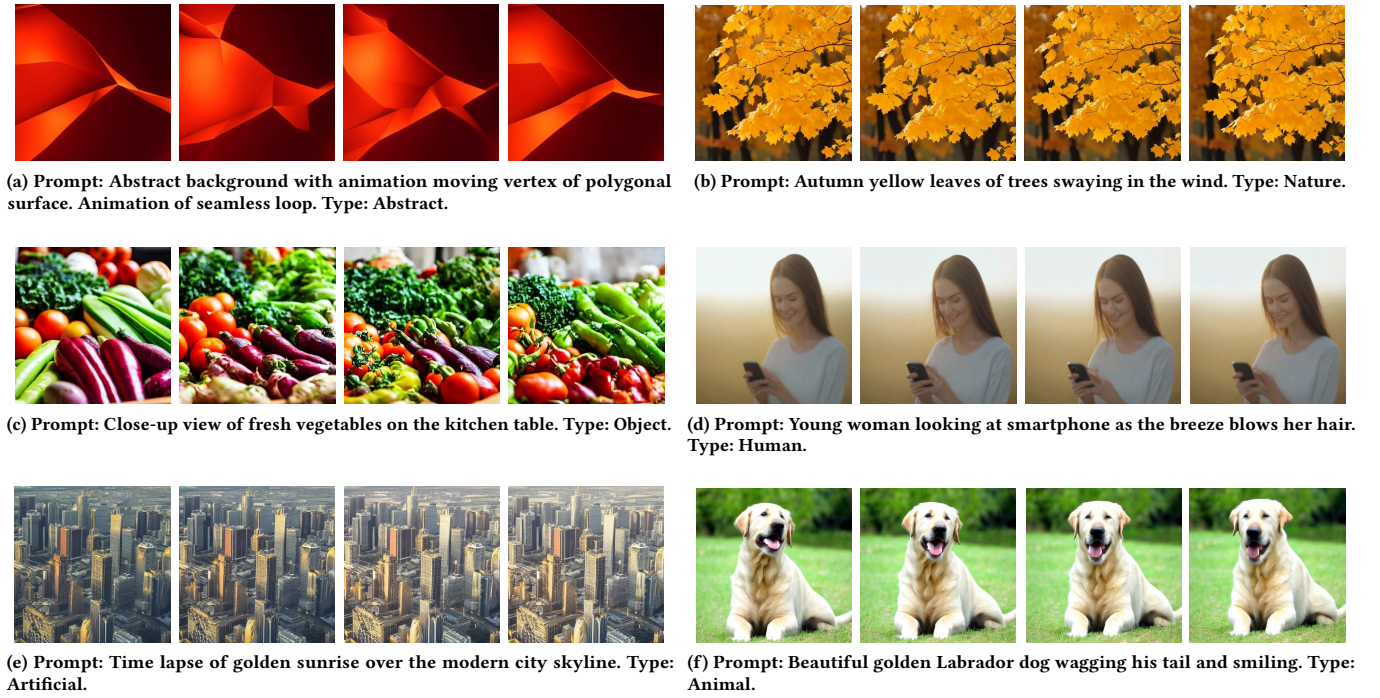 (a) Prompt: Abstract background with animation moving vertex of polygonal
surface. Animation of seamless loop. Type: Abstract.
(b) Prompt: Autumn yellow leaves of trees swaying in the wind. Type: Nature.
(c) Prompt: Close-up view of fresh vegetables on the kitchen table. Type: Object.
(d) Prompt: Young woman looking at smartphone as the breeze blows her hair.
Type: Human.
(e) Prompt: Time lapse of golden sunrise over the modern city skyline. Type:
Artificial.
(f) Prompt: Beautiful golden Labrador dog wagging his tail and smiling. Type:
Animal.